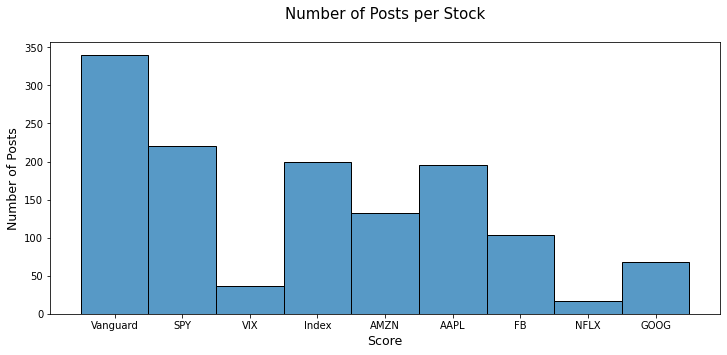 Number of Posts per Stock
Number of Posts
350
300
250
200
150
100
50
0
Vanguard SPY VIX Index AMZN AAPL FB NFLX GOOG
Score